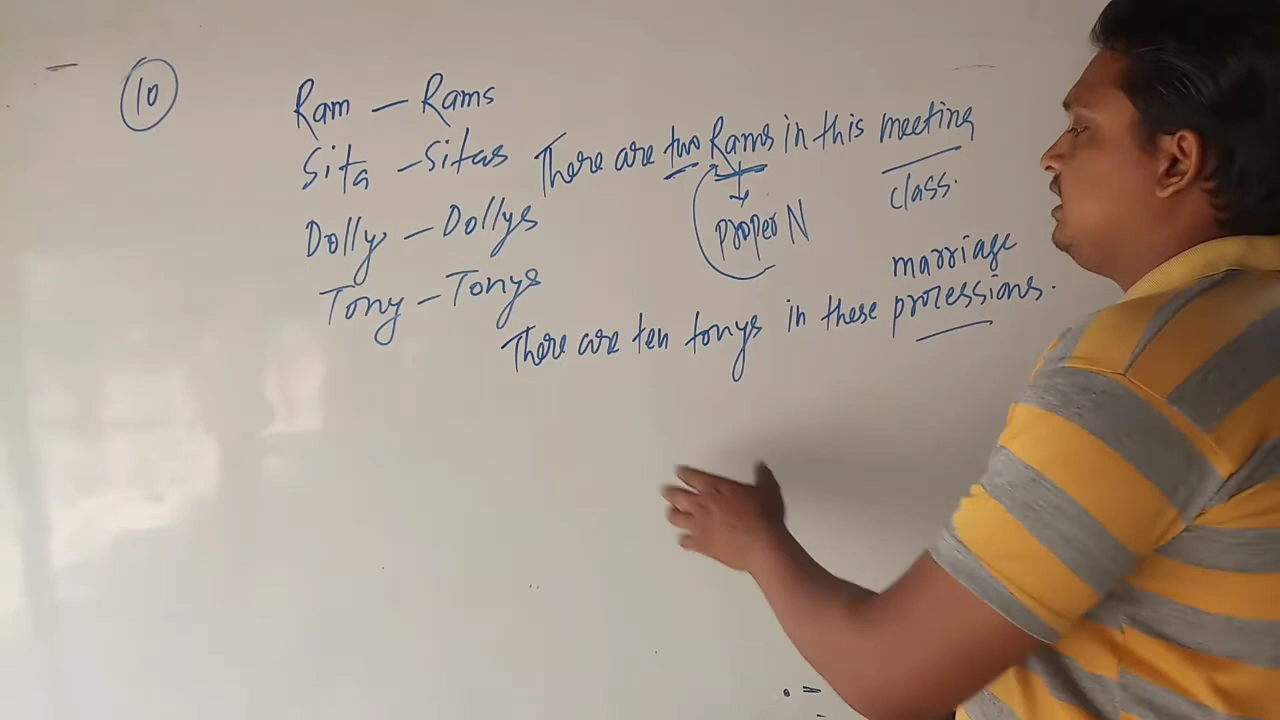 10
Ram – Rams
Sita – Sitas
There are two Rams in this meeting
class.
Dolly – Dollys
proper N
marriage
Tony – Tonys
There are ten tonys in these processions.